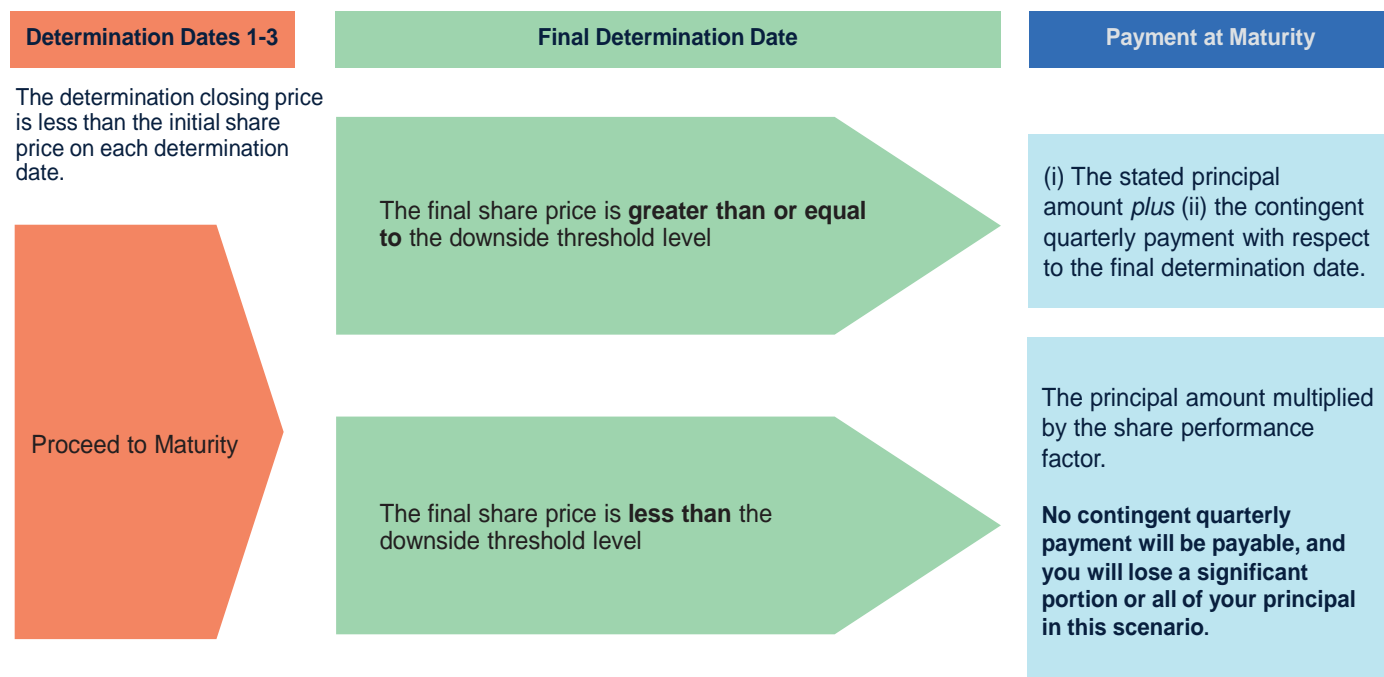 Determination Dates 1-3
Final Determination Date
Payment at Maturity
The determination closing price
is less than the initial share
price on each determination
date.
Proceed to Maturity
The final share price is greater than or equal
to the downside threshold level
(i) The stated principal
amount plus (ii) the contingent
quarterly payment with respect
to the final determination date.
The final share price is less than the
downside threshold level
The principal amount multiplied
by the share performance
factor.
No contingent quarterly
payment will be payable, and
you will lose a significant
portion or all of your principal
in this scenario.